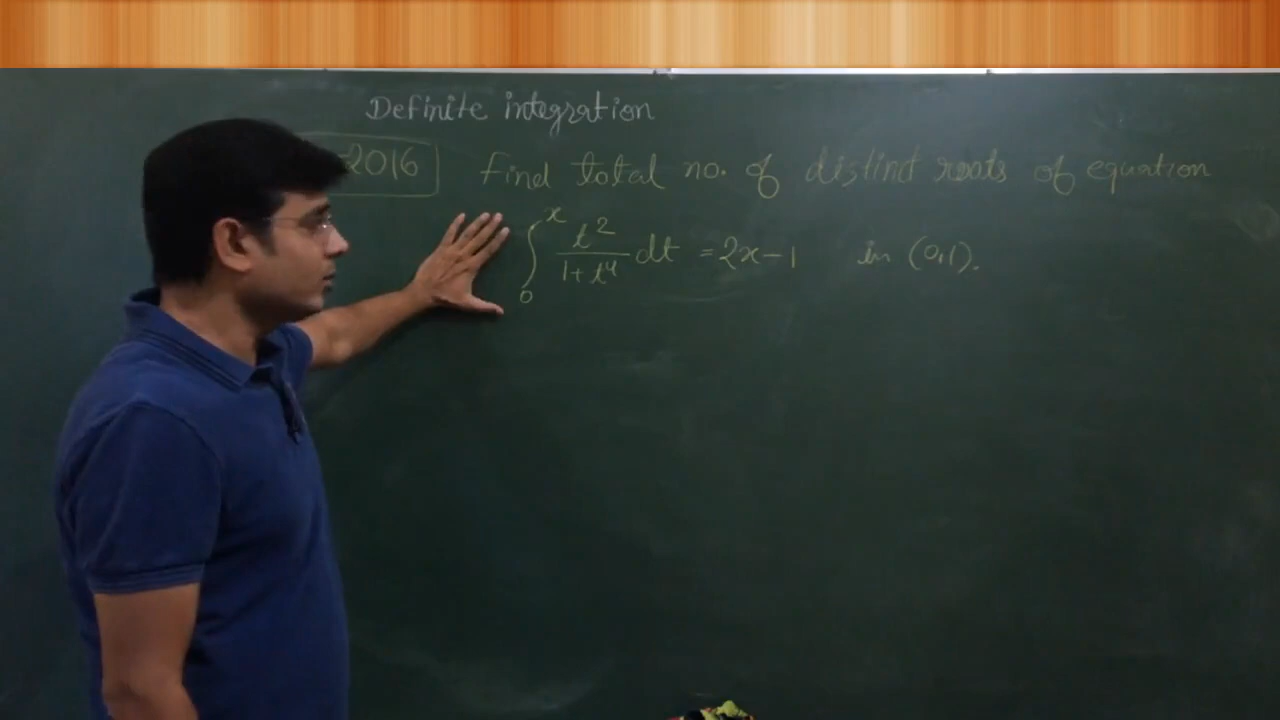 Definite integration
2016 Find total no. of distinct roots of equation
∫₀ˣ t²/(1+t⁴) dt = 2x-1 in (0,1).